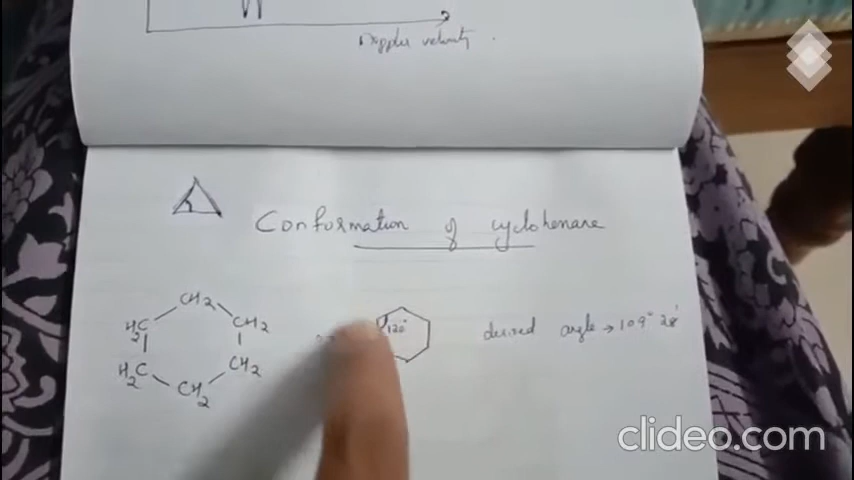 Doppler velocity .
Conformation of cyclohexane
CH2
H2C
CH2
H2C
CH2
CH2
120°
desired angle → 109° 28'
clideo.com